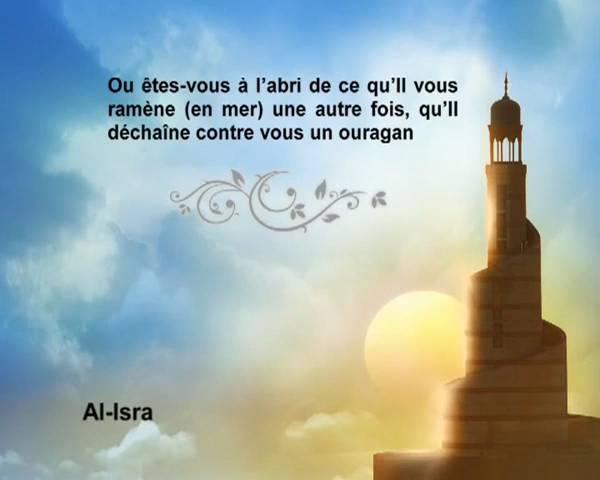 Ou êtes-vous à l'abri de ce qu'Il vous
ramène (en mer) une autre fois, qu'Il
déchaîne contre vous un ouragan
Al-Isra